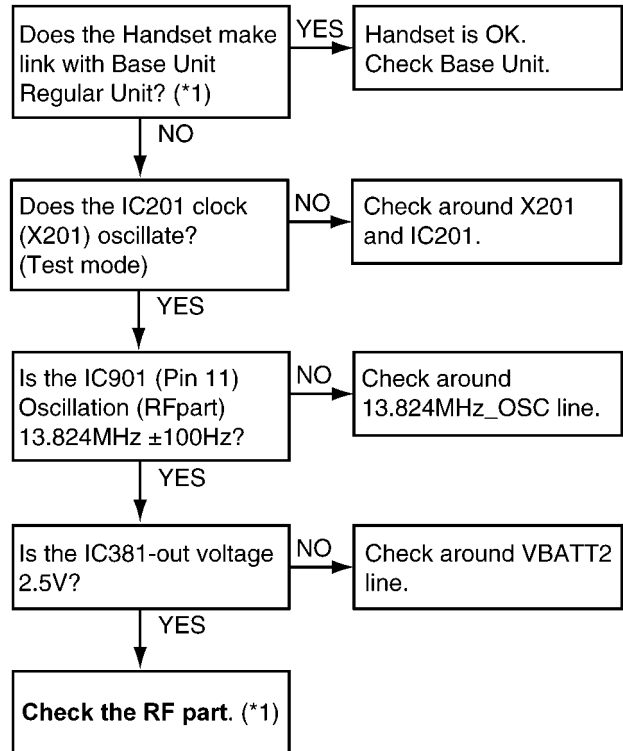 Does the Handset make
link with Base Unit
Regular Unit? (*1)
YES
Handset is OK.
Check Base Unit.
NO
Does the IC201 clock
(X201) oscillate?
(Test mode)
NO
Check around X201
and IC201.
YES
Is the IC901 (Pin 11)
Oscillation (RFpart)
13.824MHz ±100Hz?
NO
Check around
13.824MHz_OSC line.
YES
Is the IC381-out voltage
2.5V?
NO
Check around VBATT2
line.
YES
Check the RF part. (*1)